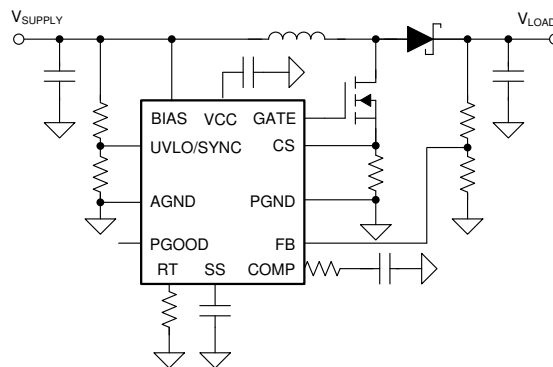 VSUPPLY
VLOAD
BIAS VCC GATE
UVLO/SYNC CS
AGND PGND
PGOOD FB
RT SS COMP